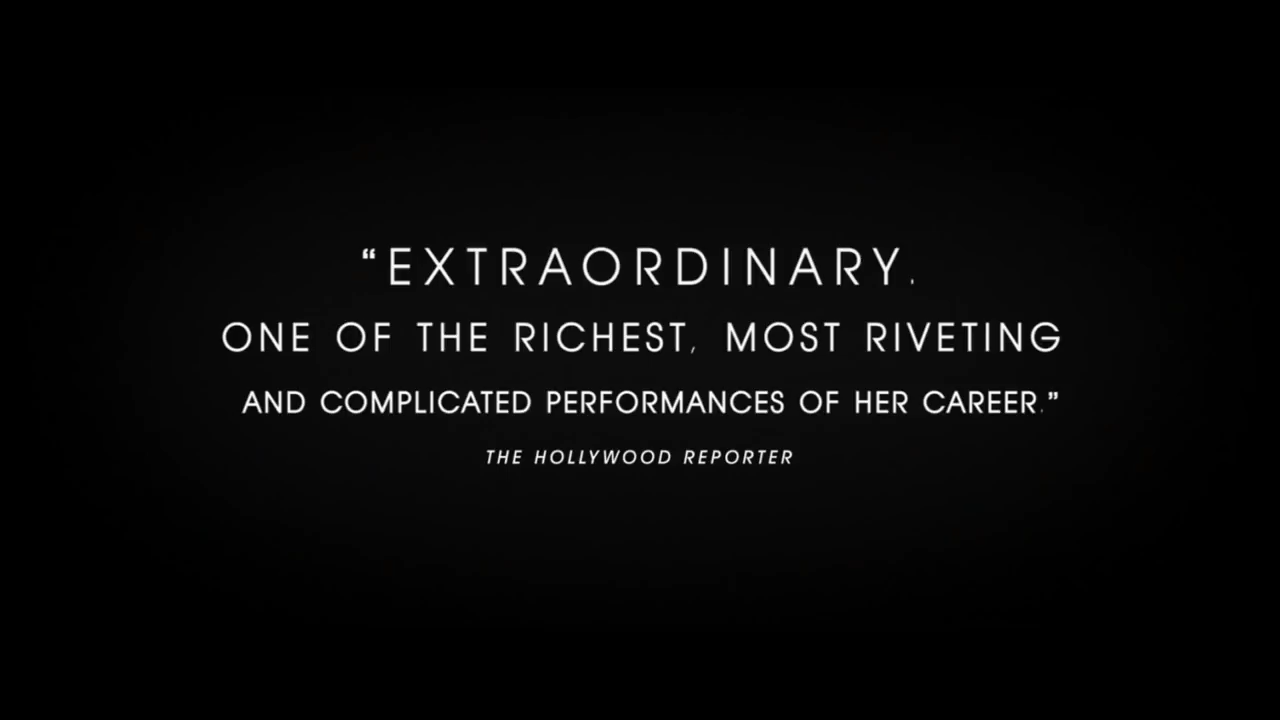 “EXTRAORDINARY.
ONE OF THE RICHEST, MOST RIVETING
AND COMPLICATED PERFORMANCES OF HER CAREER.”
THE HOLLYWOOD REPORTER